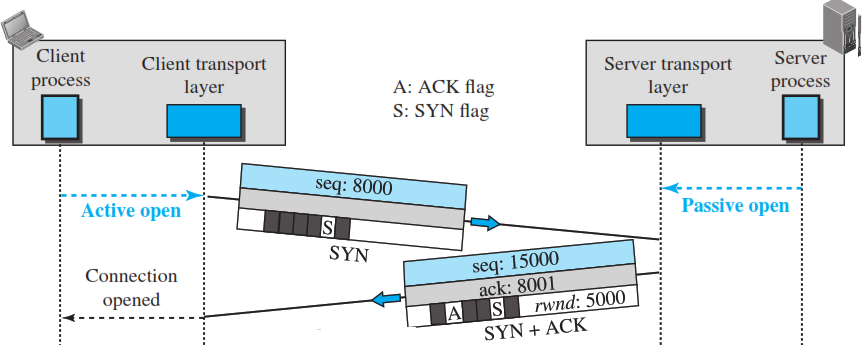 Client
process
Client transport
layer
A: ACK flag
S: SYN flag
Server transport
layer
Server
process
Active open
seq: 8000
S
SYN
Passive open
seq: 15000
ack: 8001
A S rwnd: 5000
SYN + ACK
Connection
opened